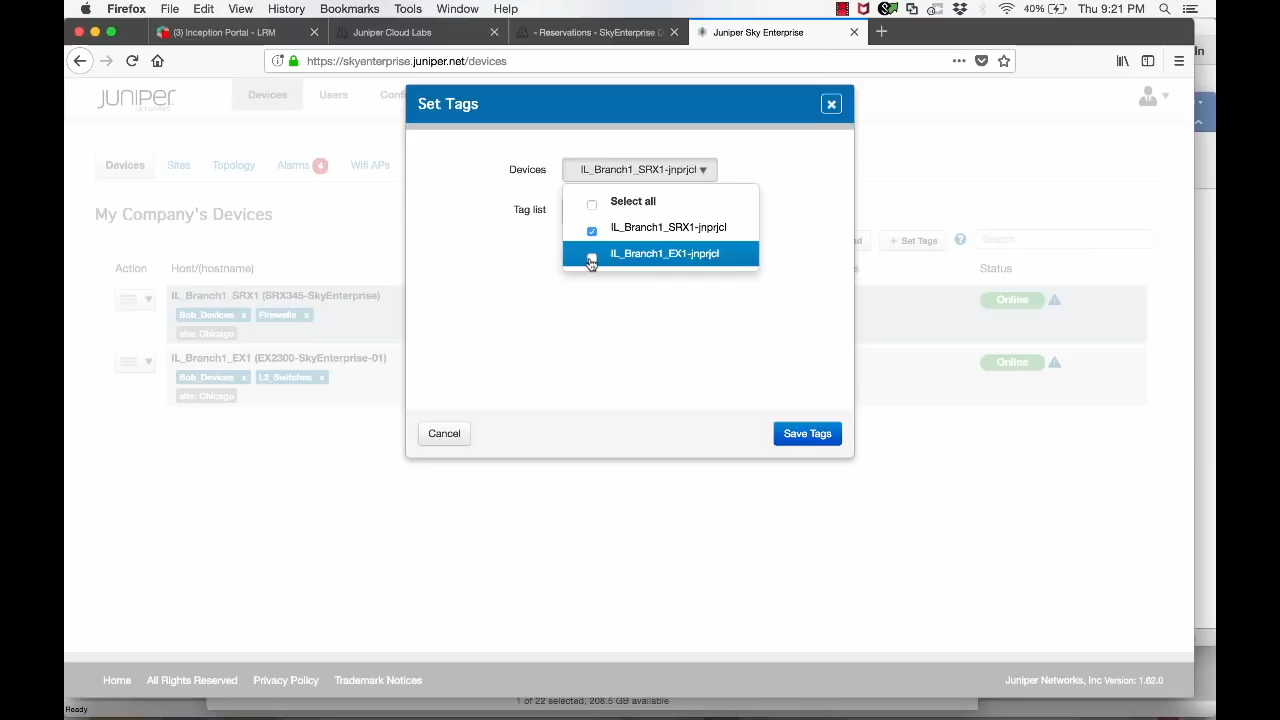 Firefox File Edit View History Bookmarks Tools Window Help 40% Thu 9:21 PM
(3) Inception Portal - LRM Juniper Cloud Labs - Reservations - SkyEnterprise D Juniper Sky Enterprise
https://skyenterprise.juniper.net/devices
In
JUNIPER
NETWORKS
Devices Users Conf
Set Tags
Devices Sites Topology Alarms 4 Wifi APs
Devices IL_Branch1_SRX1-jnprjcl
Tag list
Select all
IL_Branch1_SRX1-jnprjcl
IL_Branch1_EX1-jnprjcl
My Company's Devices
ad + Set Tags ? Search
Action Host/(hostname) Status
IL_Branch1_SRX1 (SRX345-SkyEnterprise) Online
Bob_Devices x Firewalls x
site: Chicago
IL_Branch1_EX1 (EX2300-SkyEnterprise-01) Online
Bob_Devices x L2_Switches x
site: Chicago
Cancel Save Tags
Home All Rights Reserved Privacy Policy Trademark Notices Juniper Networks, Inc Version: 1.62.0
1 of 22 selected, 208.5 GB available
Ready